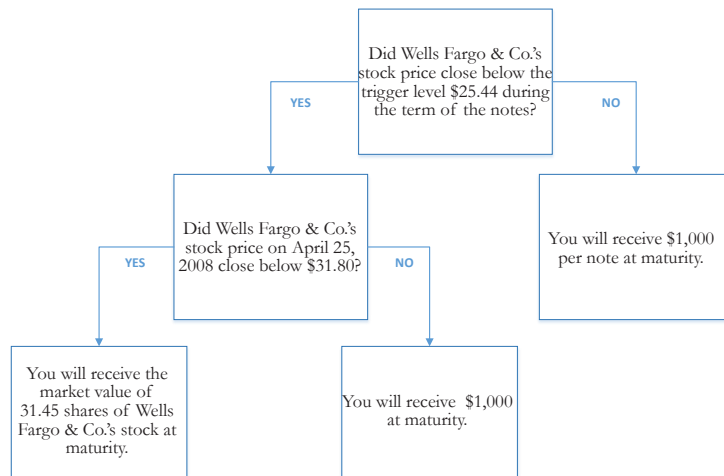 Did Wells Fargo & Co.'s
stock price close below the
trigger level $25.44 during
the term of the notes?
YES
NO
Did Wells Fargo & Co.'s
stock price on April 25,
2008 close below $31.80?
You will receive $1,000
per note at maturity.
YES
NO
You will receive the
market value of
31.45 shares of Wells
Fargo & Co.'s stock at
maturity.
You will receive $1,000
at maturity.